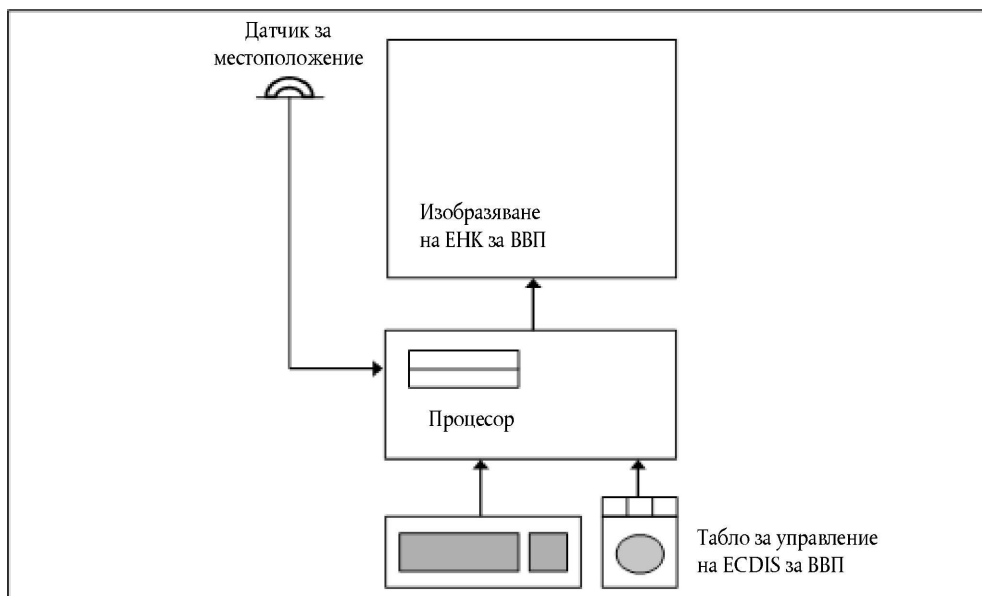 Датчик за
местоположение
Изобразяване
на ЕНК за ВВП
Процесор
Табло за управление
на ECDIS за ВВП